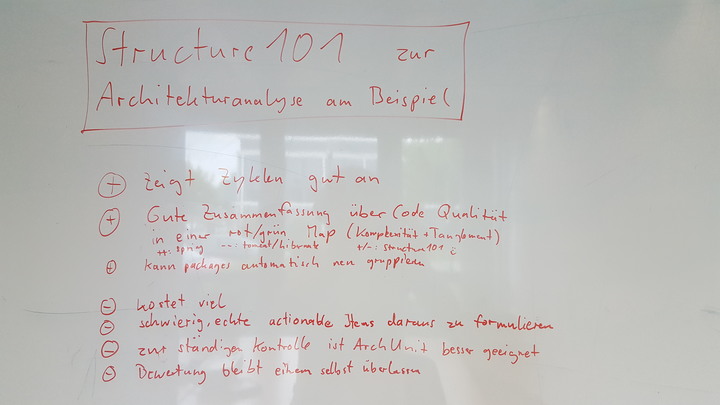 Structure101 zur
Architekturanalyse am Beispiel
+ zeigt Zyklen gut an
+ Gute Zusammenfassung über Code Qualität
in einer rot/grün Map (Komplexität + Tanglement)
++: spring --: tomcat/hibernate +/-: structure101
+ kann packages automatisch neu gruppieren
- kostet viel
- schwierig, echte actionable Items daraus zu formulieren
- zur ständigen Kontrolle ist ArchUnit besser geeignet
- Bewertung bleibt einem selbst überlassen